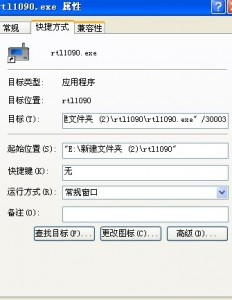 rtl1090.exe 属性
常规 快捷方式 兼容性
rtl1090.exe
目标类型: 应用程序
目标位置: rtl1090
目标(T): 建文件夹 (2)\rtl1090\rtl1090.exe" /30003
起始位置(S): "E:\新建文件夹 (2)\rtl1090"
快捷键(K): 无
运行方式(R): 常规窗口
备注(O):
查找目标(F)... 更改图标(C)... 高级(D)...